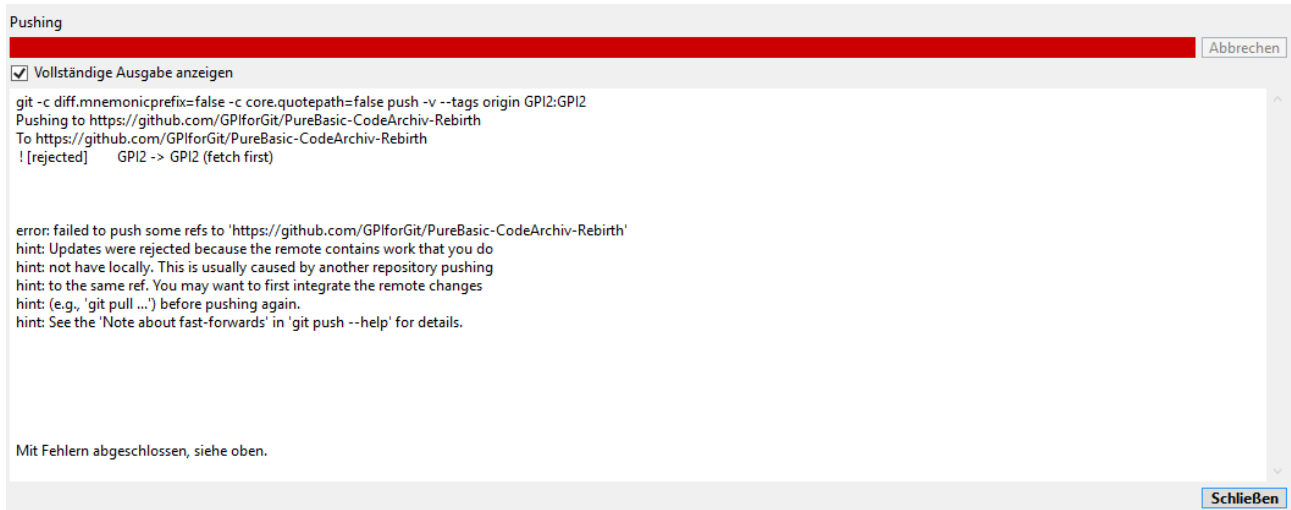 Pushing
Abbrechen
Vollständige Ausgabe anzeigen
git -c diff.mnemonicprefix=false -c core.quotepath=false push -v --tags origin GPI2:GPI2
Pushing to https://github.com/GPIforGit/PureBasic-CodeArchiv-Rebirth
To https://github.com/GPIforGit/PureBasic-CodeArchiv-Rebirth
! [rejected] GPI2 -> GPI2 (fetch first)
error: failed to push some refs to 'https://github.com/GPIforGit/PureBasic-CodeArchiv-Rebirth'
hint: Updates were rejected because the remote contains work that you do
hint: not have locally. This is usually caused by another repository pushing
hint: to the same ref. You may want to first integrate the remote changes
hint: (e.g., 'git pull ...') before pushing again.
hint: See the 'Note about fast-forwards' in 'git push --help' for details.
Mit Fehlern abgeschlossen, siehe oben.
Schließen